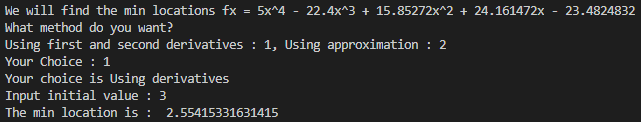 We will find the min locations fx = 5x^4 - 22.4x^3 + 15.85272x^2 + 24.161472x - 23.4824832
What method do you want?
Using first and second derivatives : 1, Using approximation : 2
Your Choice : 1
Your choice is Using derivatives
Input initial value : 3
The min location is :  2.55415331631415